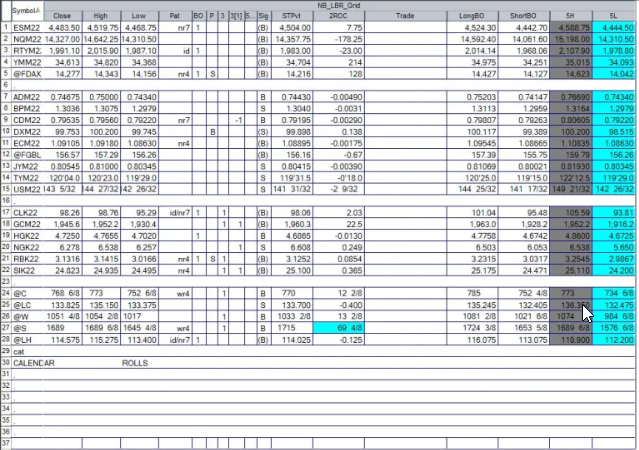 NB_LBR_Grid
Symbol Close High Low Pat BO P 3 3[1] 5... Sig STPvt 2ROC Trade LongBO ShortBO 5H 5L
1 ESM22 4,483.50 4,519.75 4,468.75 nr7 1 (B) 4,504.00 7.75 4,524.30 4,442.70 4,588.75 4,444.50
2 NQM22 14,327.00 14,642.25 14,310.50 (B) 14,357.75 -178.25 14,592.40 14,061.60 15,198.00 14,310.50
3 RTYM2 1,991.10 2,015.90 1,987.10 id 1 (B) 1,983.00 -23.00 2,014.14 1,968.06 2,107.90 1,978.80
4 YMM22 34,613 34,820 34,368 (B) 34,704 214 34,975 34,251 35,015 34,093
5 @FDAX 14,277 14,343 14,156 nr4 1 S (B) 14,216 128 14,427 14,127 14,623 14,042
6
7 ADM22 0.74675 0.75000 0.74340 B 0.74430 -0.00490 0.75203 0.74147 0.76690 0.74340
8 BPM22 1.3036 1.3075 1.2979 S 1.3040 -0.0031 1.3113 1.2959 1.3164 1.2979
9 CDM22 0.79535 0.79560 0.79220 nr7 -1 B 0.79195 -0.00290 0.79807 0.79263 0.80605 0.79220
10 DXM22 99.753 100.200 99.745 B (S) 99.898 0.138 100.117 99.389 100.200 98.515
11 ECM22 1.09105 1.09180 1.08630 nr4 (B) 1.08895 -0.00175 1.09545 1.08665 1.10835 1.08630
12 @FGBL 156.57 157.29 156.26 (B) 156.16 -0.67 157.39 155.75 159.79 156.26
13 JYM22 0.80545 0.81000 0.80345 S 0.80415 -0.00390 0.81069 0.80021 0.82105 0.80345
14 TYM22 120'04.0 120'23.0 119'29.0 S 119'31.5 -0'18.0 120'25.0 119'15.0 122'12.5 119'29.0
15 USM22 143 5/32 144 27/32 142 26/32 S 141 31/32 -2 9/32 144 25/32 141 17/32 149 21/32 142 26/32
16
17 CLK22 98.26 98.76 95.29 id/nr7 1 1 (B) 98.06 2.03 101.04 95.48 105.59 93.81
18 GCM22 1,945.6 1,952.2 1,930.4 1 1 (B) 1,960.3 22.5 1,963.0 1,928.2 1,952.2 1,916.2
19 HGK22 4.7250 4.7655 4.7020 1 B 4.6865 -0.0130 4.7758 4.6742 4.8600 4.6725
20 NGK22 6.278 6.538 6.257 1 S 6.608 0.249 6.503 6.053 6.538 5.650
21 RBK22 3.1316 3.1415 3.0166 nr4 1 S 1 (B) 3.1252 0.0854 3.2315 3.0317 3.2545 2.9867
22 SIK22 24.823 24.935 24.495 nr4 1 1 (B) 25.100 0.365 25.175 24.471 25.110 24.200
23
24 @C 768 6/8 773 752 6/8 wr4 1 B 770 12 2/8 785 752 4/8 773 734 6/8
25 @LC 133.825 135.150 133.375 S 133.700 -0.400 135.245 132.405 132.475
26 @W 1051 4/8 1054 2/8 1017 1 B 1033 2/8 13 2/8 1081 2/8 1021 6/8 1074 984 6/8
27 @S 1689 1689 6/8 1645 4/8 wr4 1 B 1715 69 4/8 1724 3/8 1653 5/8 1689 6/8 1576 6/8
28 @LH 114.575 115.275 113.400 id/nr7 1 (B) 114.025 -0.125 116.075 113.075 119.900 112.200
29 cat
30 CALENDAR ROLLS
31
32
33
34
35
36
37